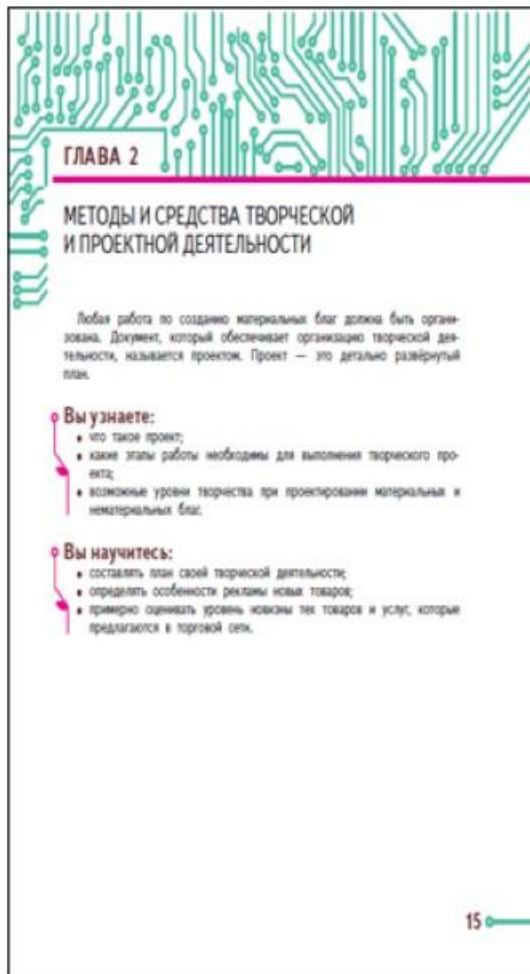 ГЛАВА 2
МЕТОДЫ И СРЕДСТВА ТВОРЧЕСКОЙ
И ПРОЕКТНОЙ ДЕЯТЕЛЬНОСТИ
Любая работа по созданию материальных благ должна быть органи-
зована. Документ, который обеспечивает организацию творческой дея-
тельности, называется проектом. Проект — это детально развёрнутый
план.
Вы узнаете:
• что такое проект;
• какие этапы работы необходимы для выполнения творческого про-
екта;
• возможные уровни творчества при проектировании материальных и
нематериальных благ.
Вы научитесь:
• составлять план своей творческой деятельности;
• определять особенности рекламы новых товаров;
• примерно оценивать уровень новизны тех товаров и услуг, которые
предлагаются в торговой сети.
15